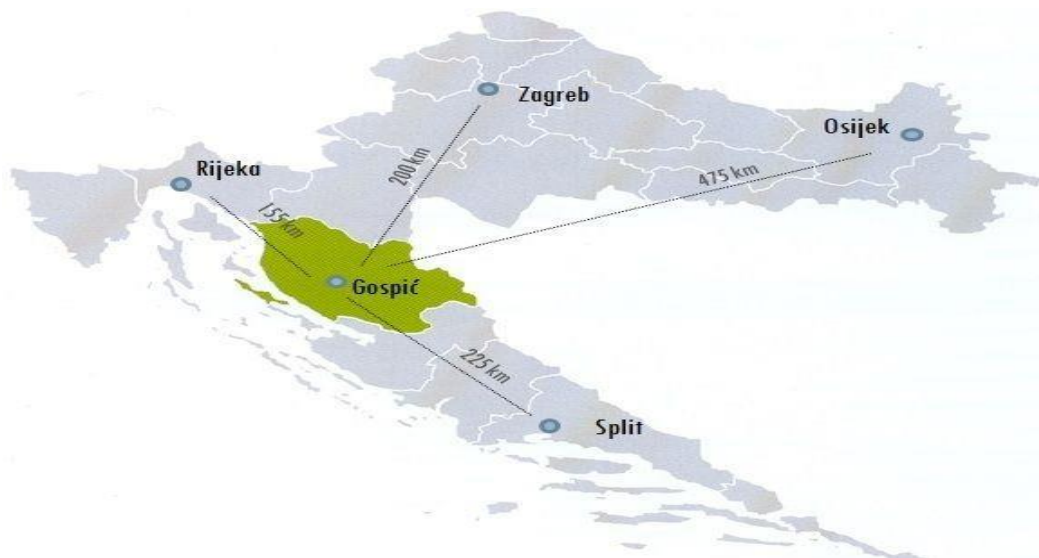 Zagreb
Osijek
Rijeka
200 km
475 km
155 km
Gospić
225 km
Split